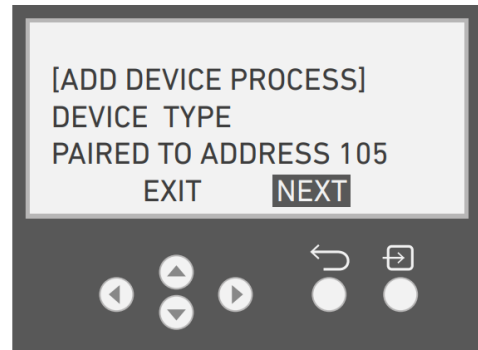 [ADD DEVICE PROCESS]
DEVICE TYPE
PAIRED TO ADDRESS 105
EXIT NEXT